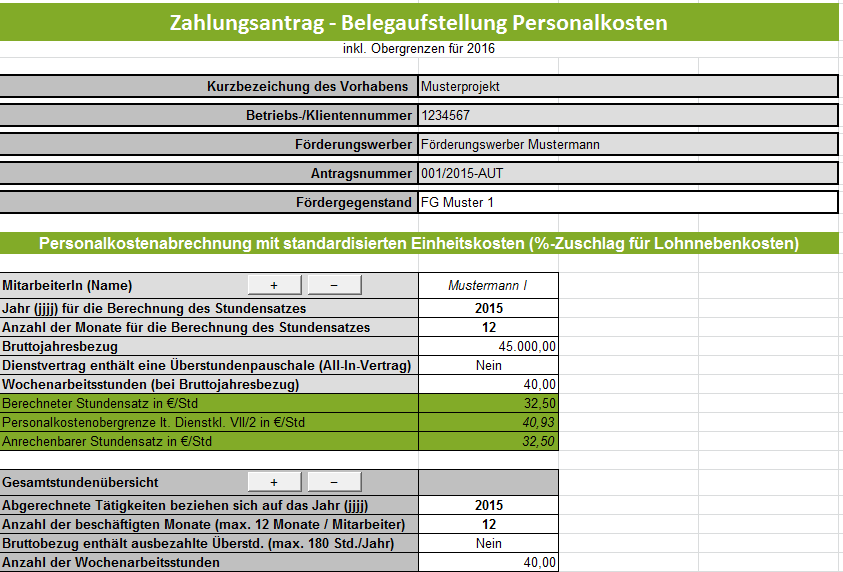 Zahlungsantrag - Belegaufstellung Personalkosten
inkl. Obergrenzen für 2016
Kurzbezeichung des Vorhabens Musterprojekt
Betriebs-/Klientennummer 1234567
Förderungswerber Förderungswerber Mustermann
Antragsnummer 001/2015-AUT
Fördergegenstand FG Muster 1
Personalkostenabrechnung mit standardisierten Einheitskosten (%-Zuschlag für Lohnnebenkosten)
MitarbeiterIn (Name) + − Mustermann I
Jahr (jjjj) für die Berechnung des Stundensatzes 2015
Anzahl der Monate für die Berechnung des Stundensatzes 12
Bruttojahresbezug 45.000,00
Dienstvertrag enthält eine Überstundenpauschale (All-In-Vertrag) Nein
Wochenarbeitsstunden (bei Bruttojahresbezug) 40,00
Berechneter Stundensatz in €/Std 32,50
Personalkostenobergrenze lt. Dienstkl. VII/2 in €/Std 40,93
Anrechenbarer Stundensatz in €/Std 32,50
Gesamtstundenübersicht + −
Abgerechnete Tätigkeiten beziehen sich auf das Jahr (jjjj) 2015
Anzahl der beschäftigten Monate (max. 12 Monate / Mitarbeiter) 12
Bruttobezug enthält ausbezahlte Überstd. (max. 180 Std./Jahr) Nein
Anzahl der Wochenarbeitsstunden 40,00